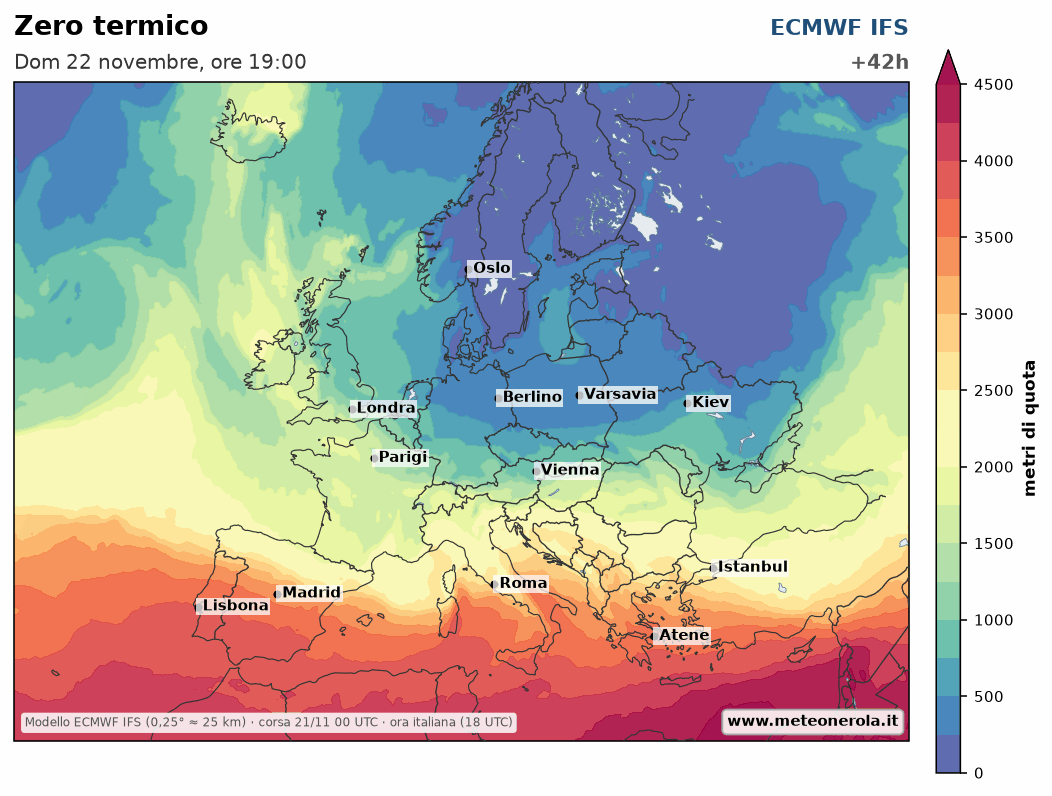 Zero termico
ECMWF IFS
Dom 22 novembre, ore 19:00
+42h
4500
4000
3500
3000
2500
2000
1500
1000
500
0
metri di quota
Oslo
Londra
Berlino
Varsavia
Kiev
Parigi
Vienna
Istanbul
Madrid
Roma
Lisbona
Atene
Modello ECMWF IFS (0,25° ≈ 25 km) · corsa 21/11 00 UTC · ora italiana (18 UTC)
www.meteonerola.it